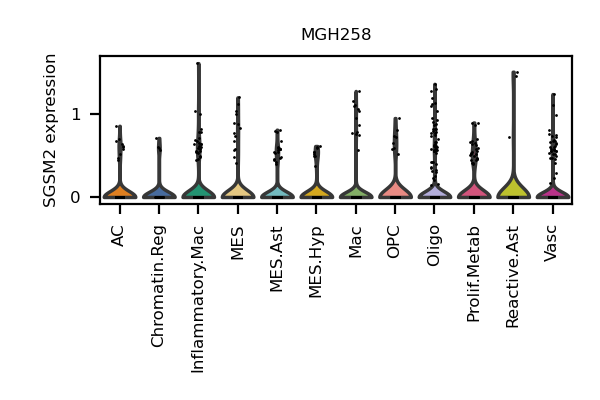 MGH258
SGSM2 expression
1
0
AC
Chromatin.Reg
Inflammatory.Mac
MES
MES.Ast
MES.Hyp
Mac
OPC
Oligo
Prolif.Metab
Reactive.Ast
Vasc